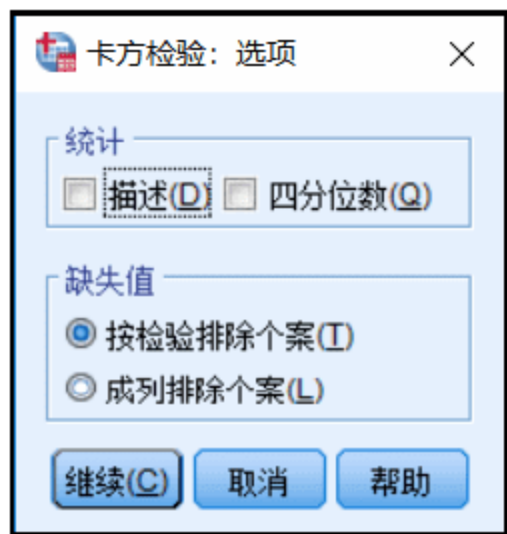 卡方检验：选项
统计
描述(D) 四分位数(Q)
缺失值
按检验排除个案(T)
成列排除个案(L)
继续(C) 取消 帮助